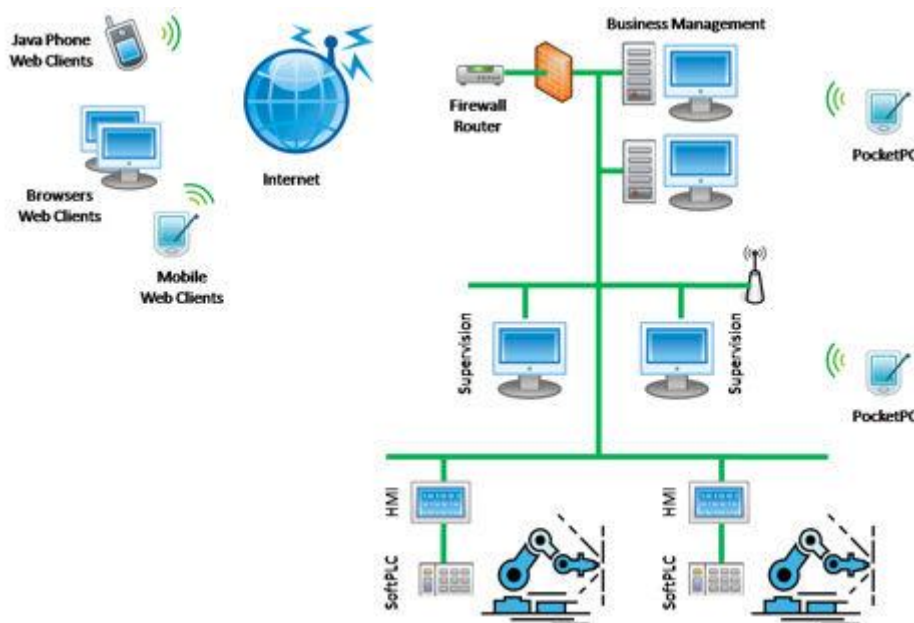 Java Phone
Web Clients
Browsers
Web Clients
Mobile
Web Clients
Internet
Firewall
Router
Business Management
PocketPC
Supervision
Supervision
PocketPC
HMI
SoftPLC
HMI
SoftPLC